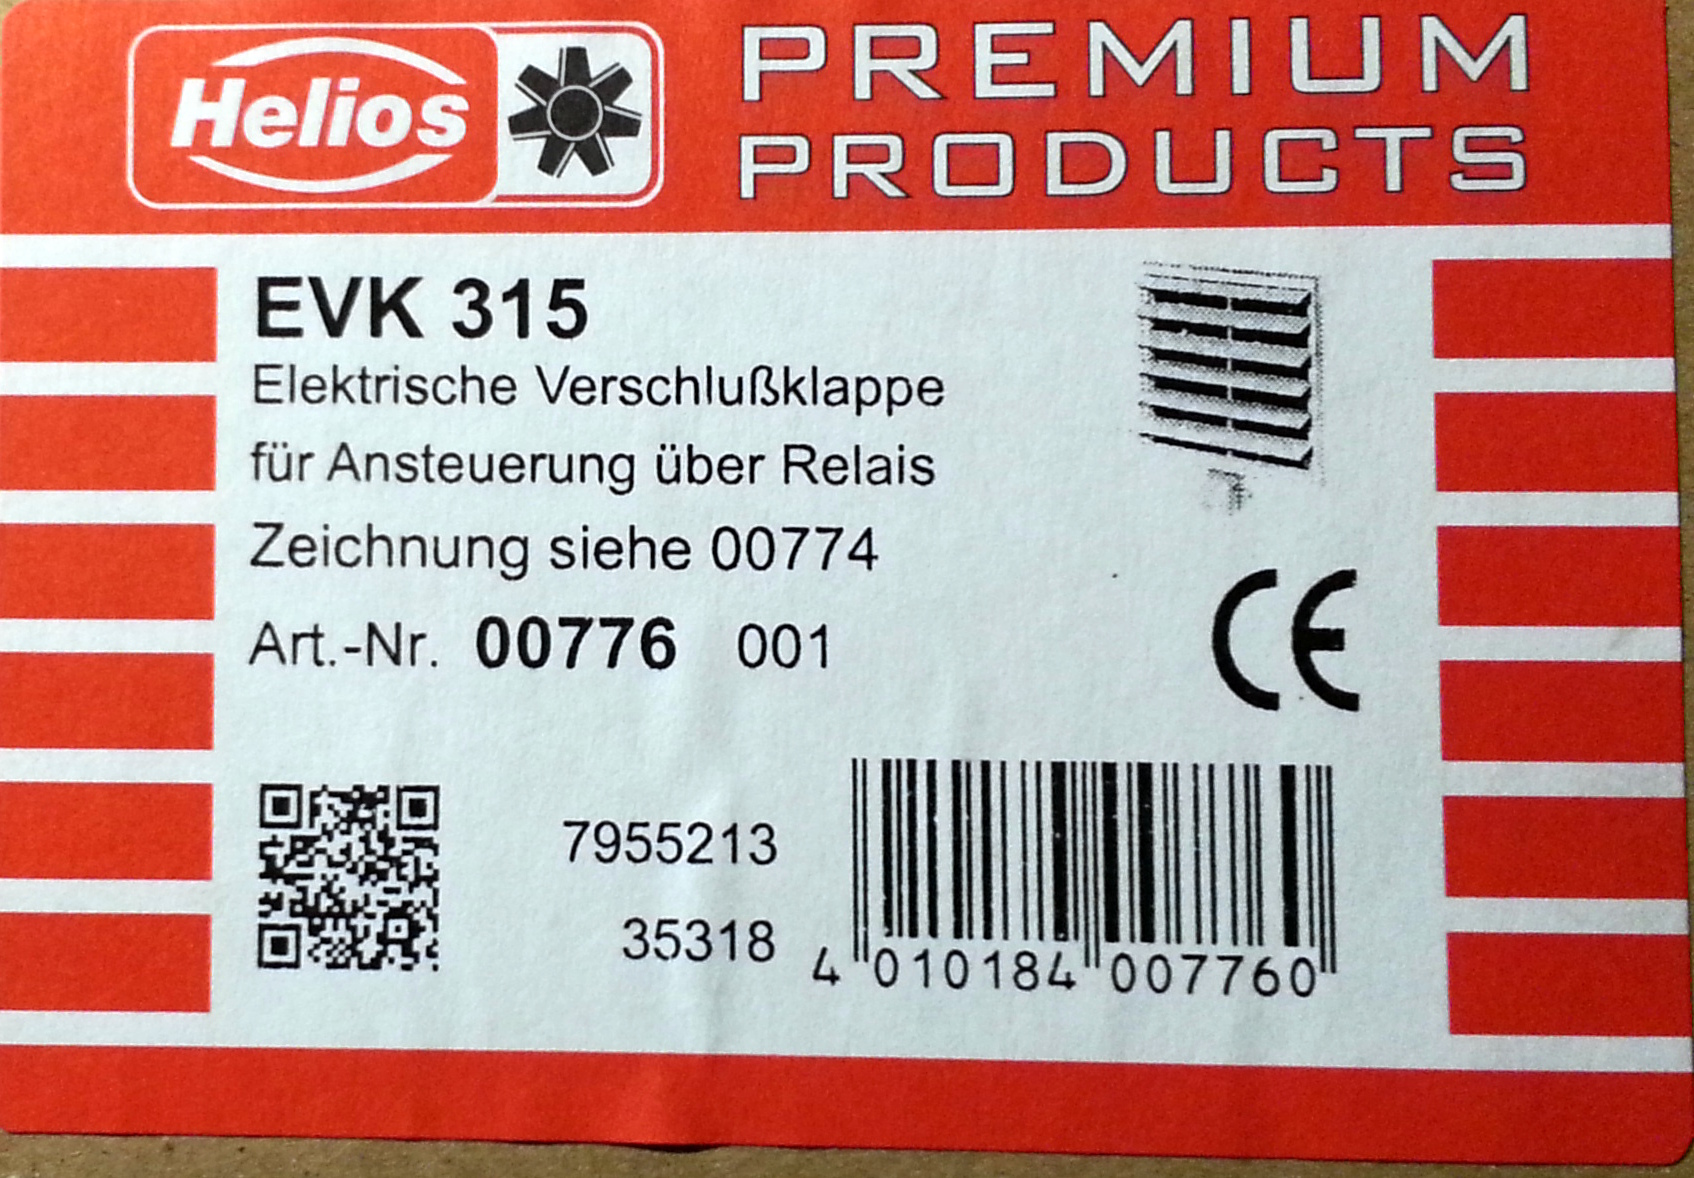 Helios
PREMIUM
PRODUCTS
EVK 315
Elektrische Verschlußklappe
für Ansteuerung über Relais
Zeichnung siehe 00774
Art.-Nr. 00776 001
CE
7955213
35318
4 010184 007760